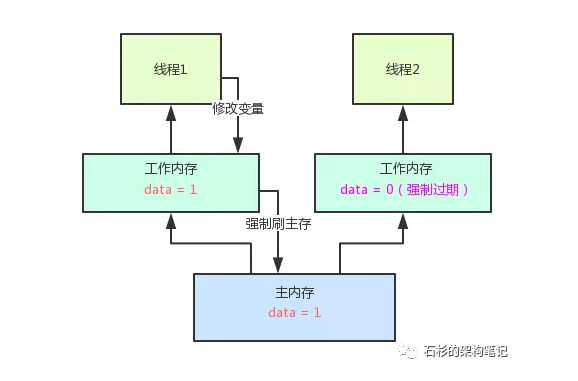 线程1
线程2
修改变量
工作内存
data = 1
工作内存
data = 0（强制过期）
强制刷主存
主内存
data = 1
石杉的架构笔记